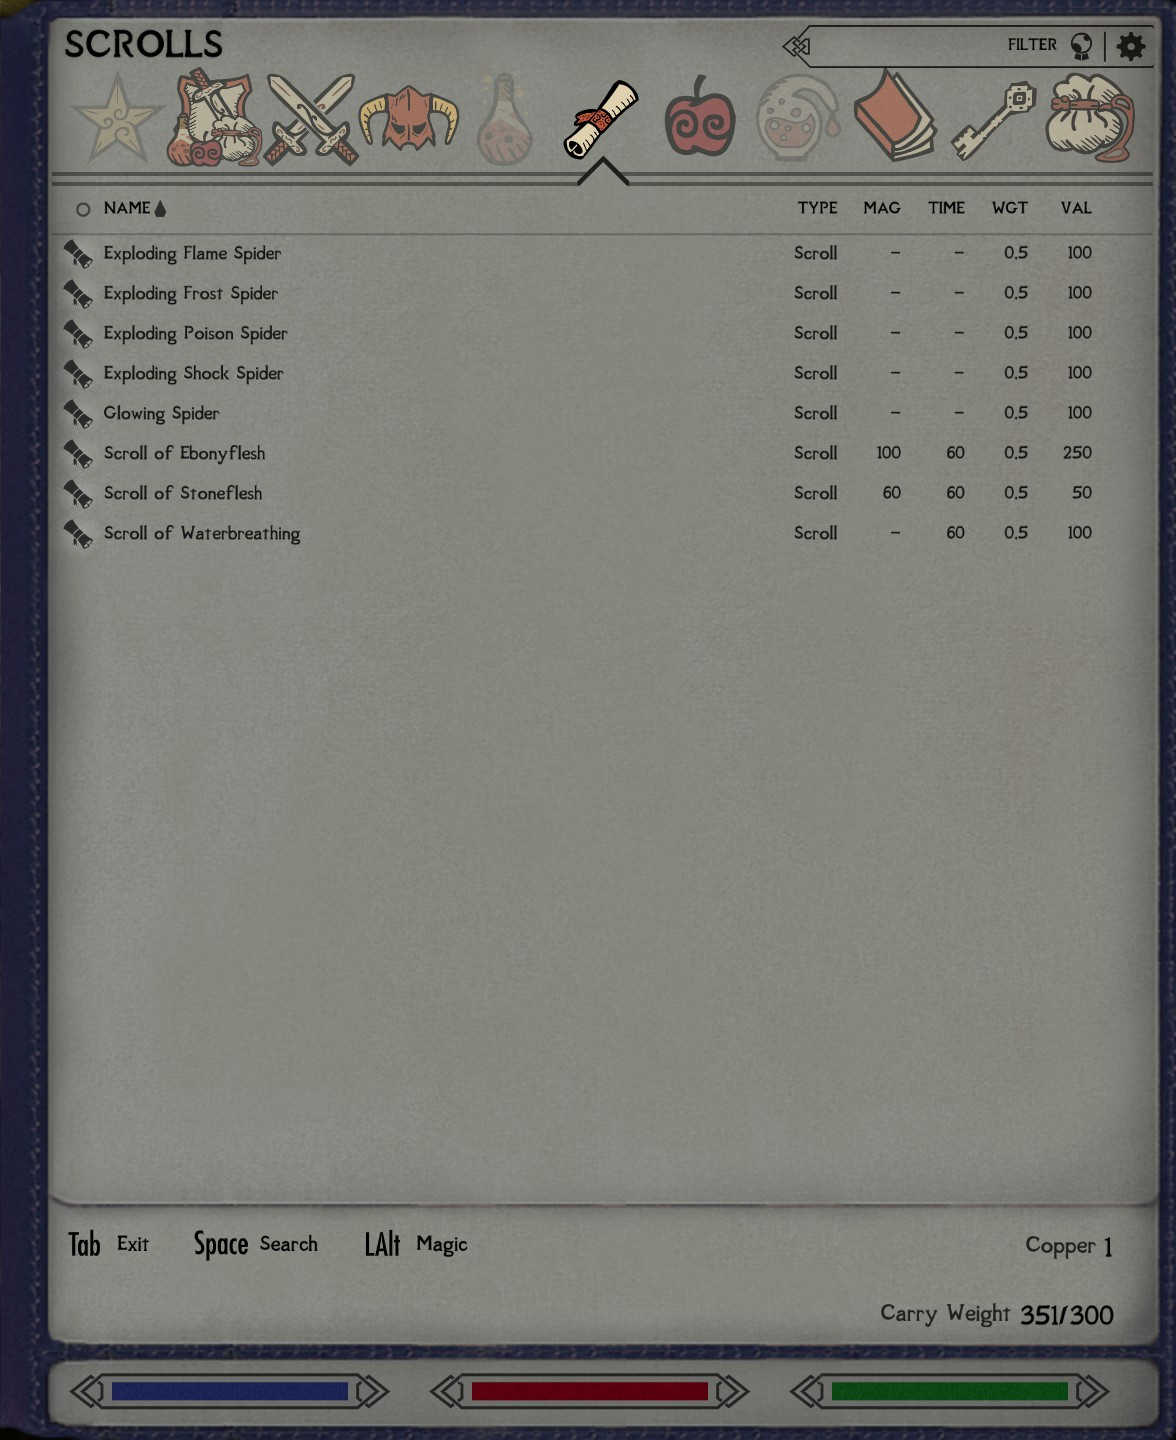 SCROLLS
FILTER
NAME TYPE MAG TIME WGT VAL
Exploding Flame Spider Scroll – – 0.5 100
Exploding Frost Spider Scroll – – 0.5 100
Exploding Poison Spider Scroll – – 0.5 100
Exploding Shock Spider Scroll – – 0.5 100
Glowing Spider Scroll – – 0.5 100
Scroll of Ebonyflesh Scroll 100 60 0.5 250
Scroll of Stoneflesh Scroll 60 60 0.5 50
Scroll of Waterbreathing Scroll – 60 0.5 100
Tab Exit Space Search LAlt Magic Copper 1
Carry Weight 351/300